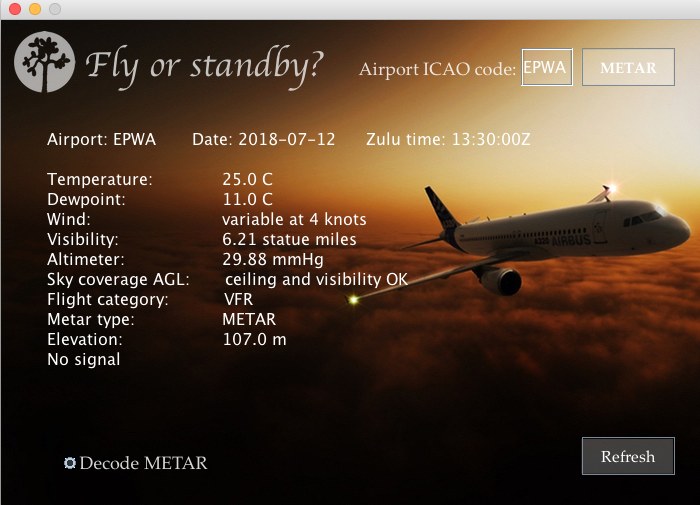 Fly or standby?
Airport ICAO code: EPWA METAR
Airport: EPWA Date: 2018-07-12 Zulu time: 13:30:00Z
Temperature: 25.0 C
Dewpoint: 11.0 C
Wind: variable at 4 knots
Visibility: 6.21 statue miles
Altimeter: 29.88 mmHg
Sky coverage AGL: ceiling and visibility OK
Flight category: VFR
Metar type: METAR
Elevation: 107.0 m
No signal
A320 AIRBUS
Decode METAR
Refresh